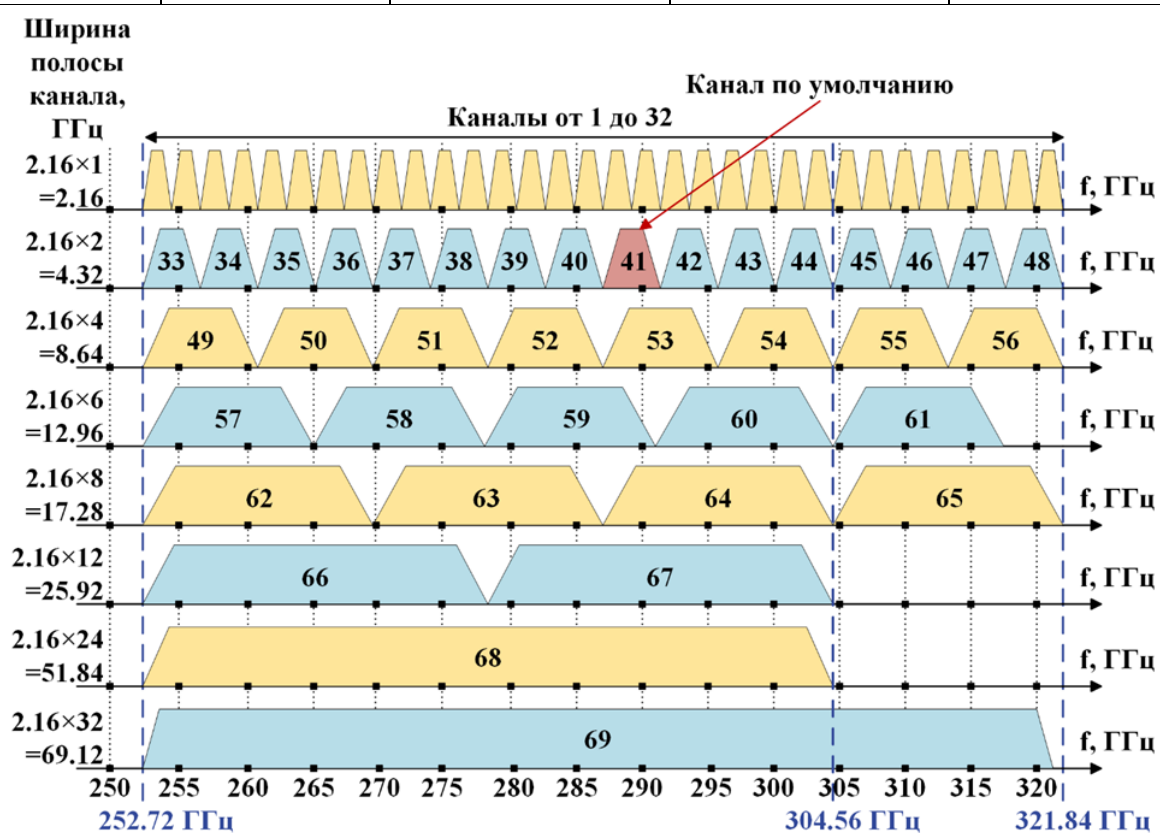 Ширина
полосы
канала,
ГГц
Канал по умолчанию
Каналы от 1 до 32
2.16×1
=2.16
f, ГГц
2.16×2
=4.32
33 34 35 36 37 38 39 40 41 42 43 44 45 46 47 48
f, ГГц
2.16×4
=8.64
49 50 51 52 53 54 55 56
f, ГГц
2.16×6
=12.96
57 58 59 60 61
f, ГГц
2.16×8
=17.28
62 63 64 65
f, ГГц
2.16×12
=25.92
66 67
f, ГГц
2.16×24
=51.84
68
f, ГГц
2.16×32
=69.12
69
f, ГГц
250 255 260 265 270 275 280 285 290 295 300 305 310 315 320
252.72 ГГц 304.56 ГГц 321.84 ГГц